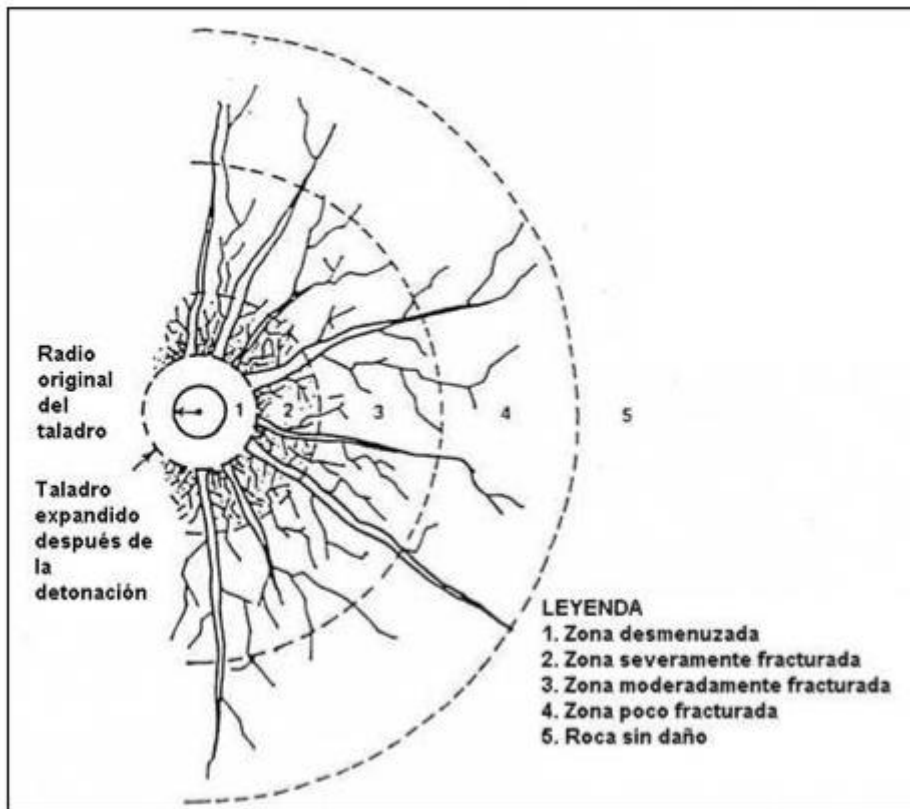 Radio
original
del
taladro
Taladro
expandido
después de
la
detonación
1
2
3
4
5
LEYENDA
1. Zona desmenuzada
2. Zona severamente fracturada
3. Zona moderadamente fracturada
4. Zona poco fracturada
5. Roca sin daño